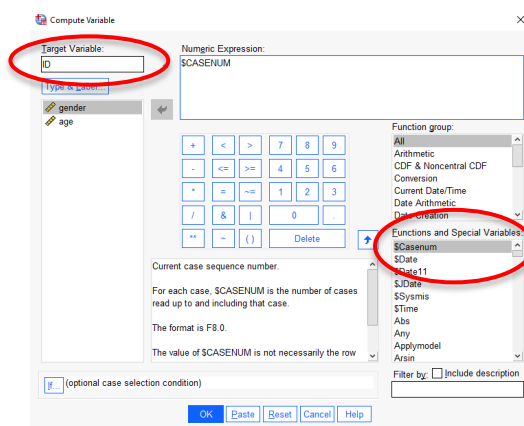 Compute Variable
Target Variable:
ID
Type & Label...
gender
age
Numeric Expression:
$CASENUM
+ < > 7 8 9
- <= >= 4 5 6
* = ~= 1 2 3
/ & | 0 .
** ~ ( ) Delete
Function group:
All
Arithmetic
CDF & Noncentral CDF
Conversion
Current Date/Time
Date Arithmetic
Date Creation
Functions and Special Variables:
$Casenum
$Date
$Date11
$JDate
$Sysmis
$Time
Abs
Any
Applymodel
Arsin
Current case sequence number.
For each case, $CASENUM is the number of cases
read up to and including that case.
The format is F8.0.
The value of $CASENUM is not necessarily the row
If... (optional case selection condition)
Filter by: Include description
OK Paste Reset Cancel Help